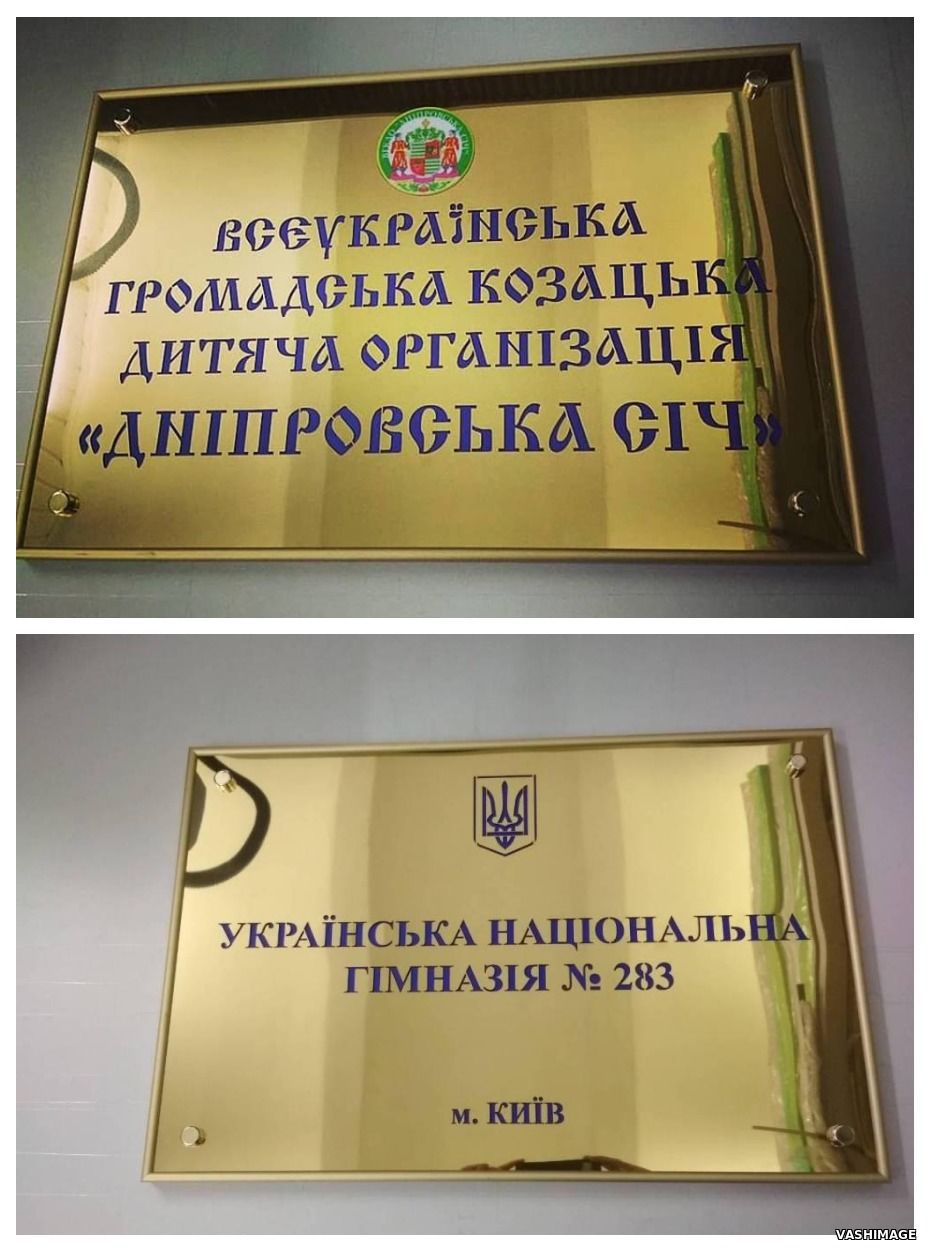 ВСЕУКРАЇНСЬКА
ГРОМАДСЬКА КОЗАЦЬКА
ДИТЯЧА ОРГАНІЗАЦІЯ
«ДНІПРОВСЬКА СІЧ»
УКРАЇНСЬКА НАЦІОНАЛЬНА
ГІМНАЗІЯ № 283
м. КИЇВ
VASHIMAGE